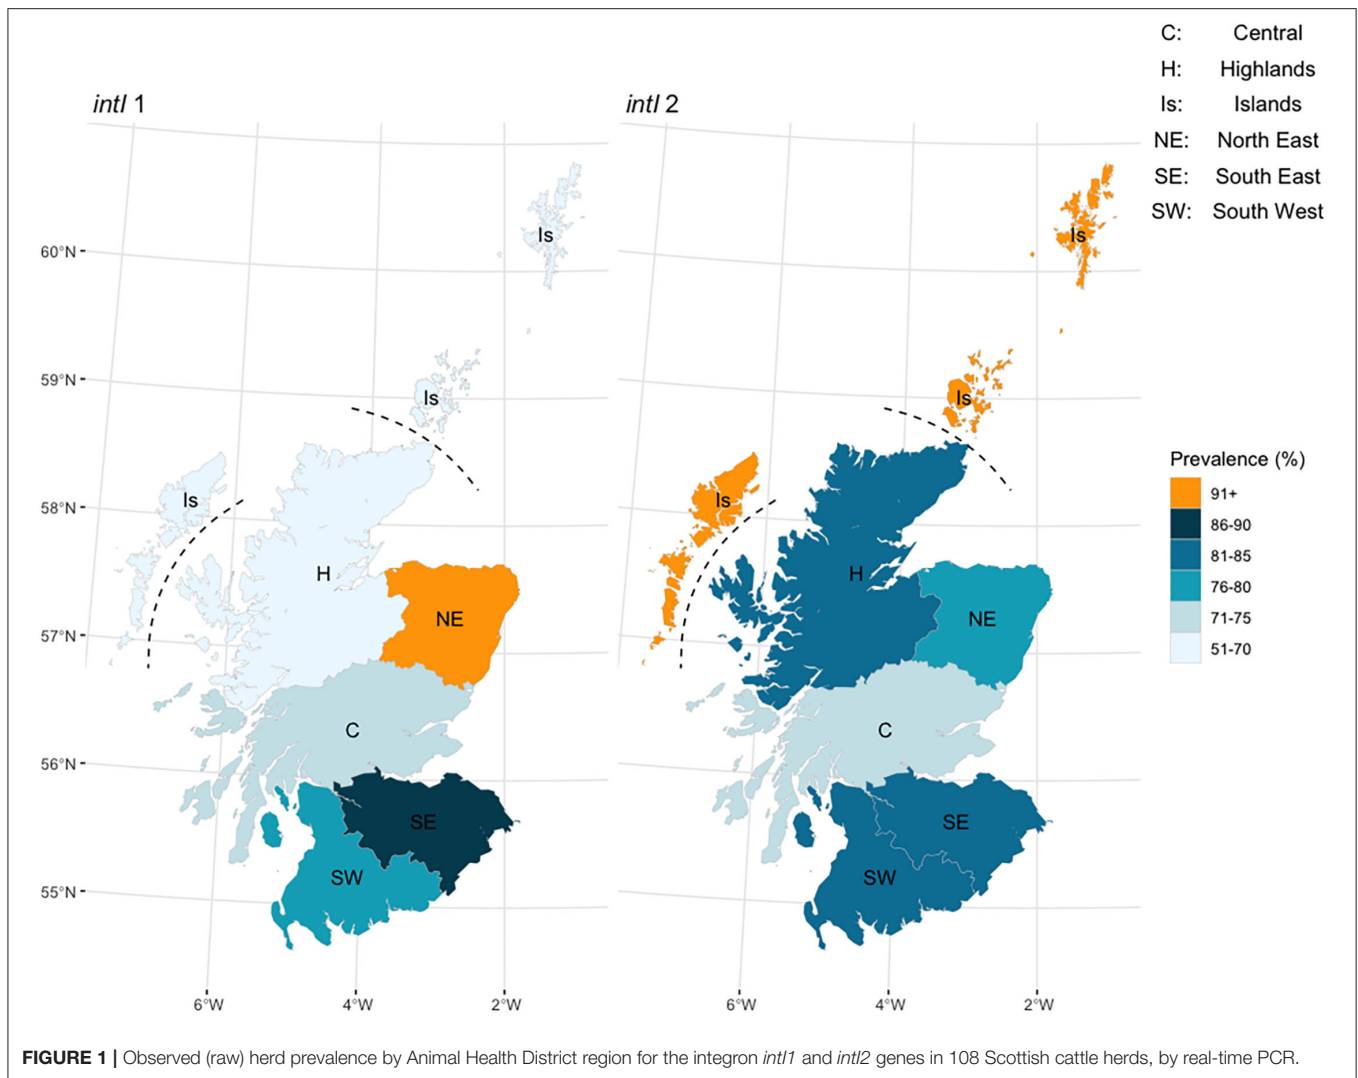 C: Central
H: Highlands
Is: Islands
NE: North East
SE: South East
SW: South West
intI 1
intI 2
60°N
59°N
58°N
57°N
56°N
55°N
Is
Is
Is
H
NE
C
SE
SW
6°W
4°W
2°W
Is
Is
Is
H
NE
C
SE
SW
6°W
4°W
2°W
Prevalence (%)
91+
86-90
81-85
76-80
71-75
51-70
FIGURE 1 | Observed (raw) herd prevalence by Animal Health District region for the integron intI1 and intI2 genes in 108 Scottish cattle herds, by real-time PCR.